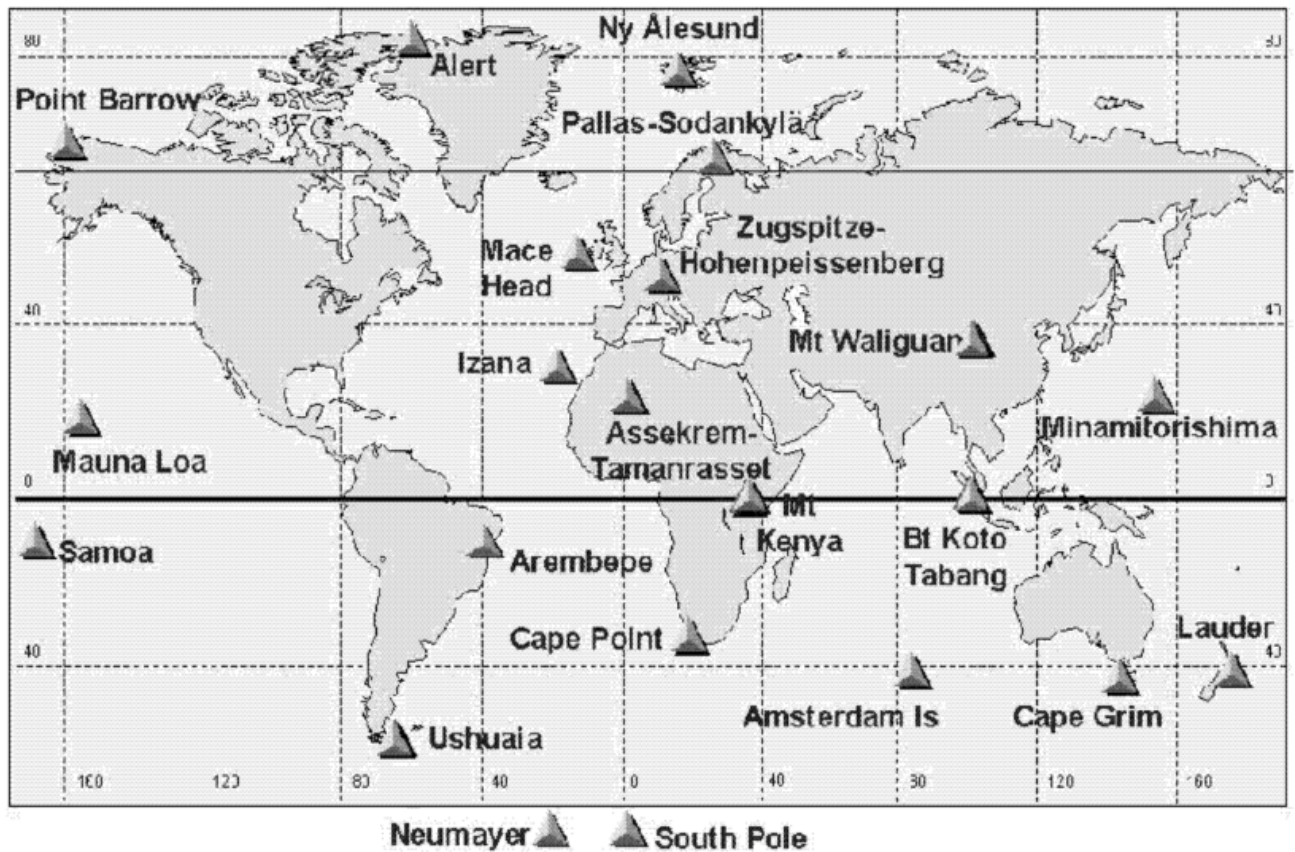 Ny Ålesund
80
80
Alert
Point Barrow
Pallas-Sodankylä
Zugspitze-
Hohenpeissenberg
Mace
Head
40
40
Mt Waliguan
Izana
Minamitorishima
Assekrem-
Tamanrasset
Mauna Loa
0
0
Mt
Kenya
Bt Koto
Tabang
Samoa
Arembepe
Cape Point
Lauder
40
40
Amsterdam Is
Cape Grim
Ushuaia
160
120
80
40
0
40
80
120
160
Neumayer
South Pole